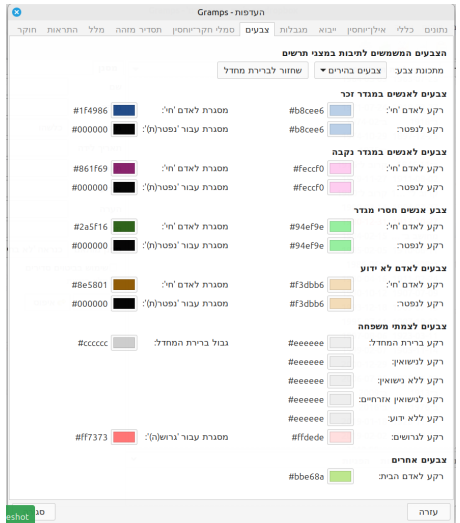 העדפות - Gramps
נתונים כללי אילן־יוחסין ייבוא מגבלות צבעים סמלי חקר־יוחסין תסדיר מזהה מלל התראות חוקר
הצבעים המשמשים לתיבות במצגי תרשים
מתכונת צבע: צבעים בהירים שחזור לברירת מחדל
צבעים לאנשים במגדר זכר
רקע לאדם 'חי': #b8cee6 מסגרת לאדם 'חי': #1f4986
רקע לנפטר: #b8cee6 מסגרת עבור 'נפטר(ת)': #000000
צבעים לאנשים במגדר נקבה
רקע לאדם 'חי': #feccf0 מסגרת לאדם 'חי': #861f69
רקע לנפטר: #feccf0 מסגרת עבור 'נפטר(ת)': #000000
צבע אנשים חסרי מגדר
רקע לאדם 'חי': #94ef9e מסגרת לאדם 'חי': #2a5f16
רקע לנפטר: #94ef9e מסגרת עבור 'נפטר(ת)': #000000
צבעים לאדם לא ידוע
רקע לאדם 'חי': #f3dbb6 מסגרת לאדם 'חי': #8e5801
רקע לנפטר: #f3dbb6 מסגרת עבור 'נפטר(ת)': #000000
צבעים לצמתי משפחה
רקע ברירת המחדל: #eeeeee גבול ברירת המחדל: #cccccc
רקע לנישואין: #eeeeee
רקע ללא נישואין: #eeeeee
רקע לנישואין אזרחיים: #eeeeee
רקע ללא ידוע: #eeeeee
רקע לגרושים: #ffdede מסגרת עבור 'גרוש(ה)': #ff7373
צבעים אחרים
רקע לאדם הבית: #bbe68a
עזרה סג
eshot